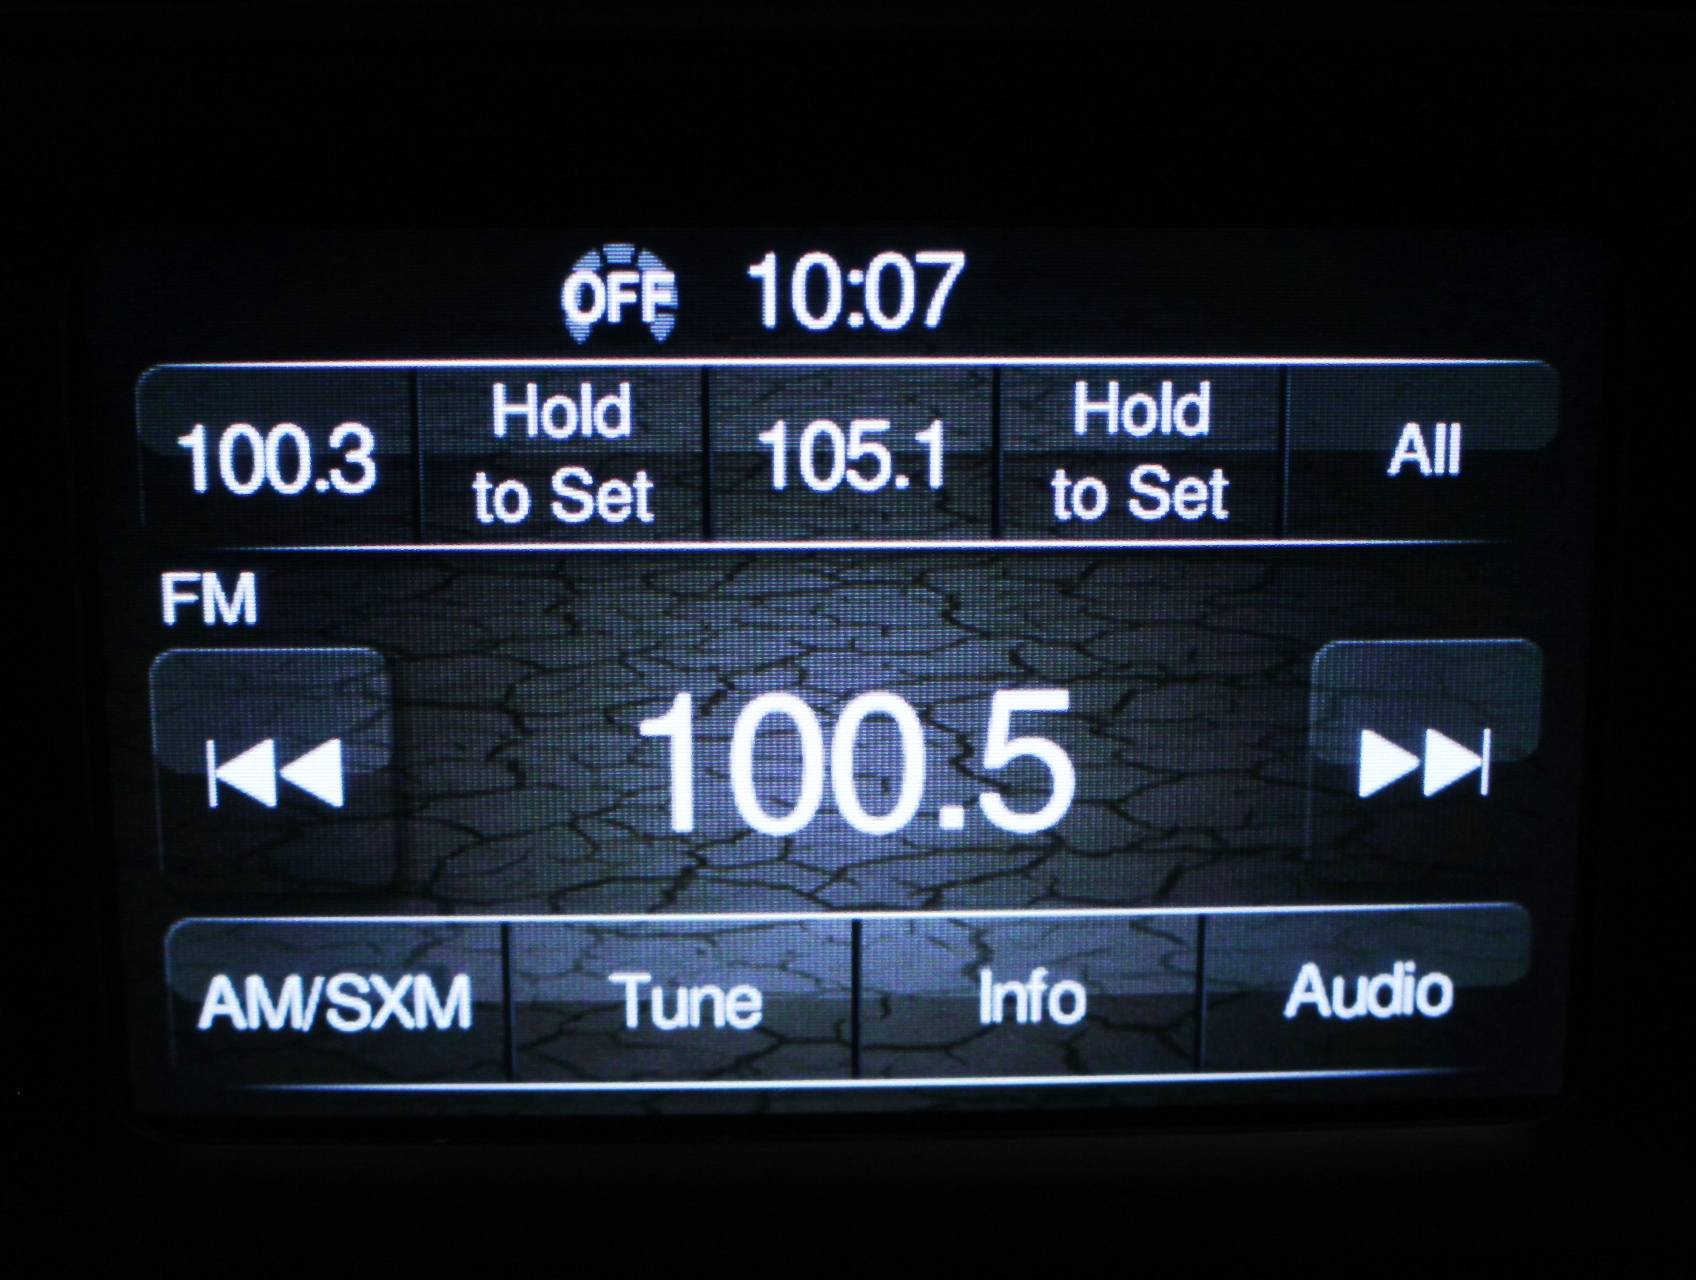 OFF 10:07
100.3 Hold to Set 105.1 Hold to Set All
FM
100.5
AM/SXM Tune Info Audio